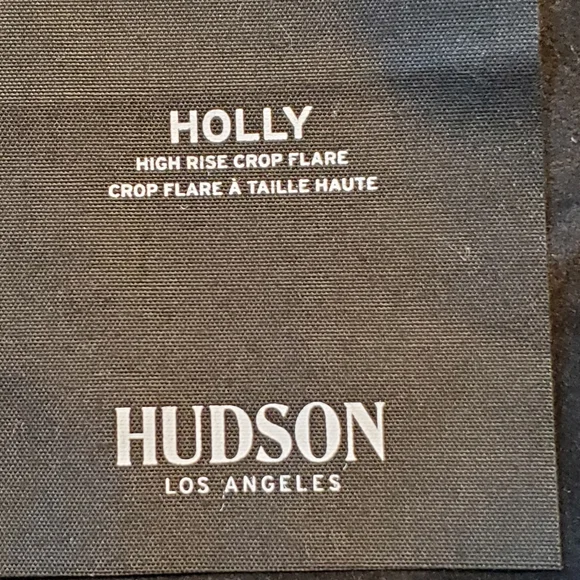 HOLLY
HIGH RISE CROP FLARE
CROP FLARE À TAILLE HAUTE
HUDSON
LOS ANGELES